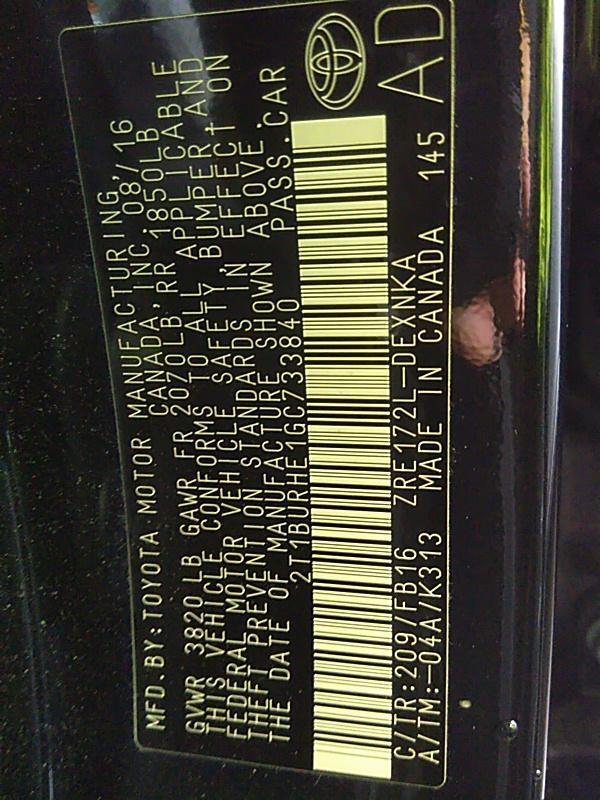 MFD.BY:TOYOTA MOTOR MANUFACTURING,
CANADA, INC. 08/16
GVWR 3820 LB GAWR FR 2070LB, RR 1850LB
THIS VEHICLE CONFORMS TO ALL APPLICABLE
FEDERAL MOTOR VEHICLE SAFETY, BUMPER, AND
THEFT PREVENTION STANDARDS IN EFFECT ON
THE DATE OF MANUFACTURE SHOWN ABOVE.
2T1BURHE1GC733840 PASS.CAR
C/TR:209/FB16 ZRE172L-DEXNKA
A/TM:-04A/K313 MADE IN CANADA 145
AD